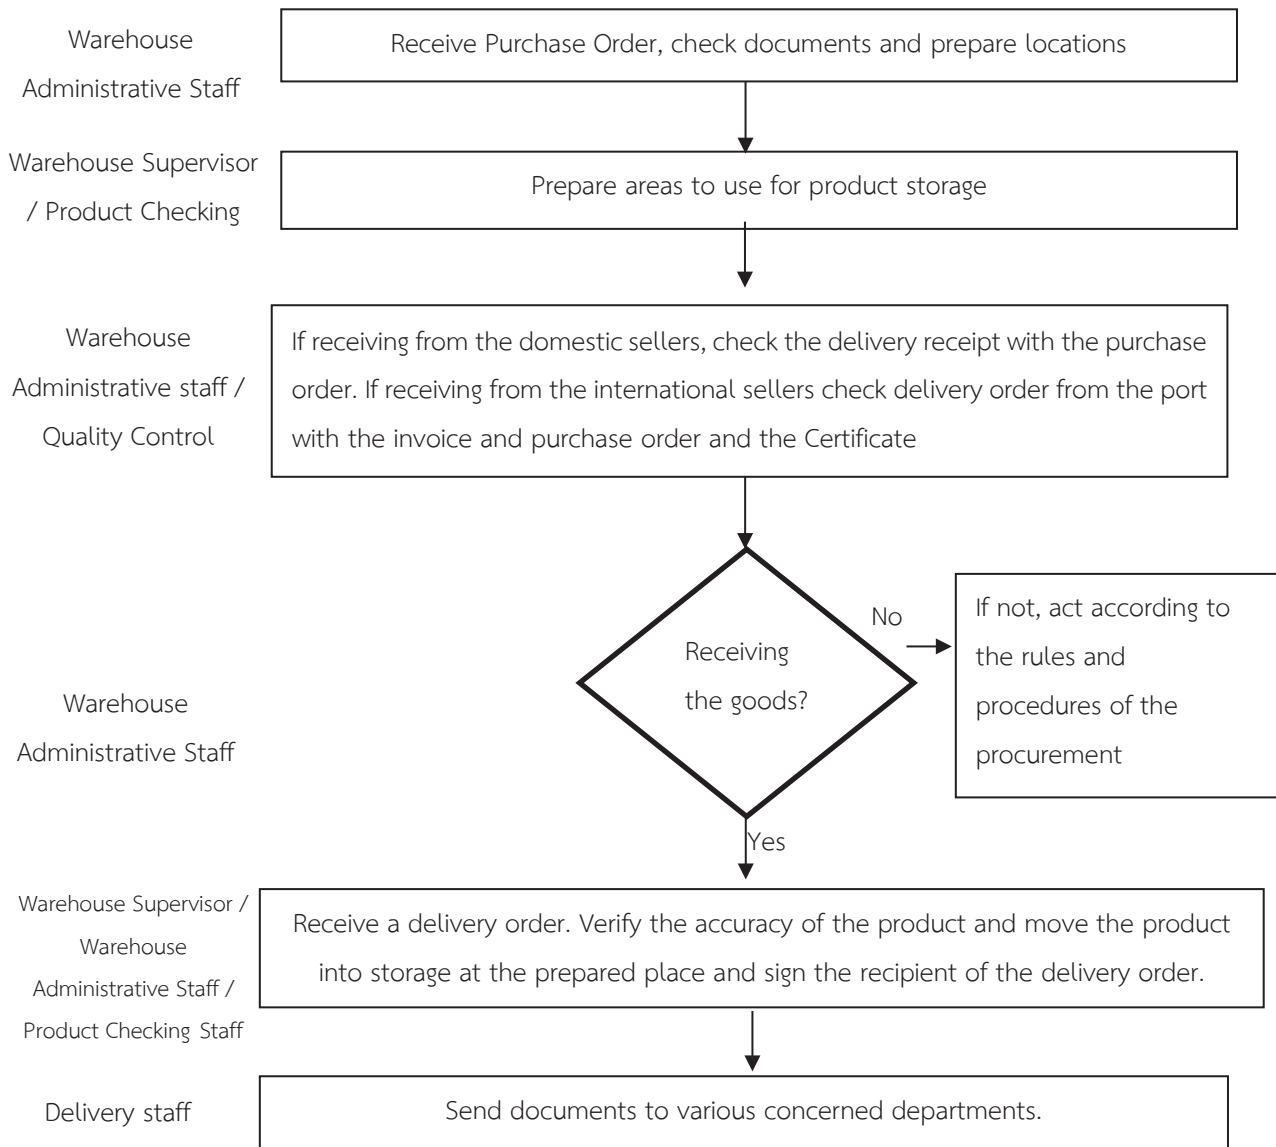 Warehouse
Administrative Staff
Receive Purchase Order, check documents and prepare locations
Warehouse Supervisor
/ Product Checking
Prepare areas to use for product storage
Warehouse
Administrative staff /
Quality Control
If receiving from the domestic sellers, check the delivery receipt with the purchase
order. If receiving from the international sellers check delivery order from the port
with the invoice and purchase order and the Certificate
Warehouse
Administrative Staff
Receiving
the goods?
No
If not, act according to
the rules and
procedures of the
procurement
Yes
Warehouse Supervisor /
Warehouse
Administrative Staff /
Product Checking Staff
Receive a delivery order. Verify the accuracy of the product and move the product
into storage at the prepared place and sign the recipient of the delivery order.
Delivery staff
Send documents to various concerned departments.